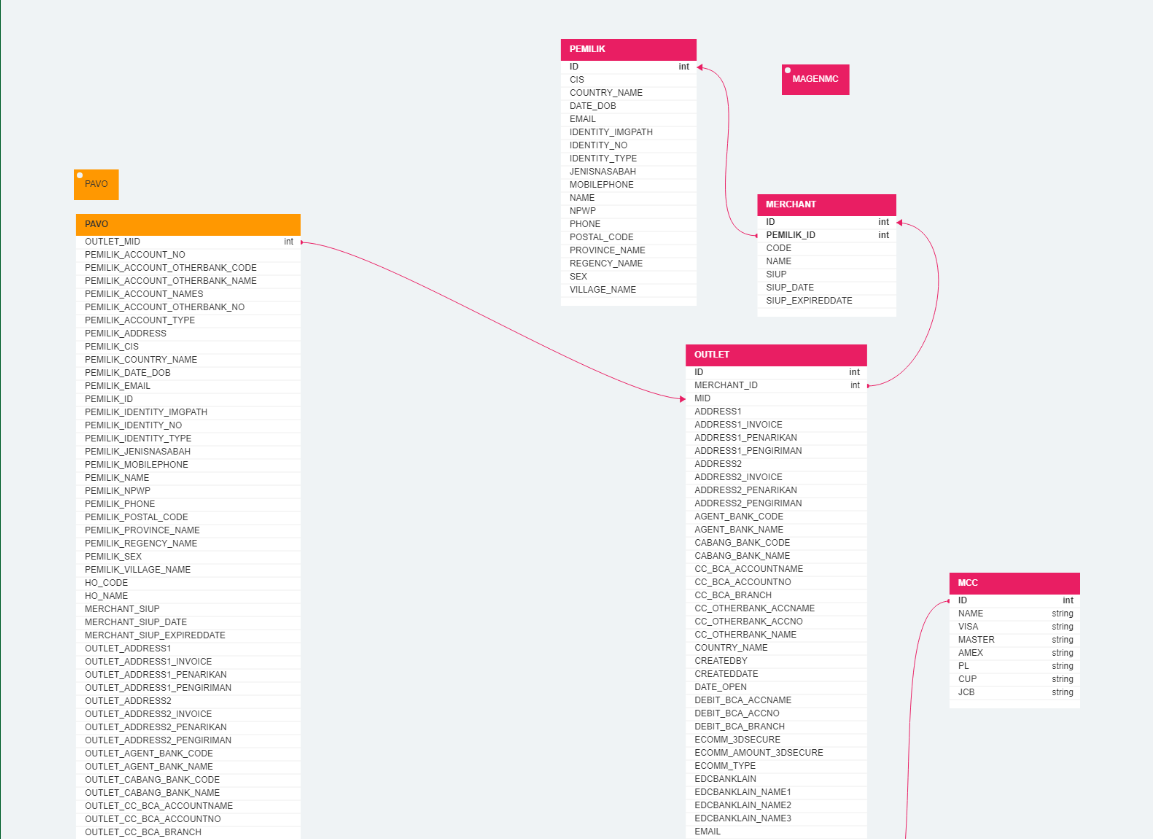 PEMILIK
ID int
CIS
COUNTRY_NAME
DATE_DOB
EMAIL
IDENTITY_IMGPATH
IDENTITY_NO
IDENTITY_TYPE
JENISNASABAH
MOBILEPHONE
NAME
NPWP
PHONE
POSTAL_CODE
PROVINCE_NAME
REGENCY_NAME
SEX
VILLAGE_NAME
MAGENMC
MERCHANT
ID int
PEMILIK_ID int
CODE
NAME
SIUP
SIUP_DATE
SIUP_EXPIREDDATE
PAVO
PAVO
OUTLET_MID int
PEMILIK_ACCOUNT_NO
PEMILIK_ACCOUNT_OTHERBANK_CODE
PEMILIK_ACCOUNT_OTHERBANK_NAME
PEMILIK_ACCOUNT_NAMES
PEMILIK_ACCOUNT_OTHERBANK_NO
PEMILIK_ACCOUNT_TYPE
PEMILIK_ADDRESS
PEMILIK_CIS
PEMILIK_COUNTRY_NAME
PEMILIK_DATE_DOB
PEMILIK_EMAIL
PEMILIK_ID
PEMILIK_IDENTITY_IMGPATH
PEMILIK_IDENTITY_NO
PEMILIK_IDENTITY_TYPE
PEMILIK_JENISNASABAH
PEMILIK_MOBILEPHONE
PEMILIK_NAME
PEMILIK_NPWP
PEMILIK_PHONE
PEMILIK_POSTAL_CODE
PEMILIK_PROVINCE_NAME
PEMILIK_REGENCY_NAME
PEMILIK_SEX
PEMILIK_VILLAGE_NAME
HO_CODE
HO_NAME
MERCHANT_SIUP
MERCHANT_SIUP_DATE
MERCHANT_SIUP_EXPIREDDATE
OUTLET_ADDRESS1
OUTLET_ADDRESS1_INVOICE
OUTLET_ADDRESS1_PENARIKAN
OUTLET_ADDRESS1_PENGIRIMAN
OUTLET_ADDRESS2
OUTLET_ADDRESS2_INVOICE
OUTLET_ADDRESS2_PENARIKAN
OUTLET_ADDRESS2_PENGIRIMAN
OUTLET_AGENT_BANK_CODE
OUTLET_AGENT_BANK_NAME
OUTLET_CABANG_BANK_CODE
OUTLET_CABANG_BANK_NAME
OUTLET_CC_BCA_ACCOUNTNAME
OUTLET_CC_BCA_ACCOUNTNO
OUTLET_CC_BCA_BRANCH
OUTLET
ID int
MERCHANT_ID int
MID
ADDRESS1
ADDRESS1_INVOICE
ADDRESS1_PENARIKAN
ADDRESS1_PENGIRIMAN
ADDRESS2
ADDRESS2_INVOICE
ADDRESS2_PENARIKAN
ADDRESS2_PENGIRIMAN
AGENT_BANK_CODE
AGENT_BANK_NAME
CABANG_BANK_CODE
CABANG_BANK_NAME
CC_BCA_ACCOUNTNAME
CC_BCA_ACCOUNTNO
CC_BCA_BRANCH
CC_OTHERBANK_ACCNAME
CC_OTHERBANK_ACCNO
CC_OTHERBANK_NAME
COUNTRY_NAME
CREATEDBY
CREATEDDATE
DATE_OPEN
DEBIT_BCA_ACCNAME
DEBIT_BCA_ACCNO
DEBIT_BCA_BRANCH
ECOMM_3DSECURE
ECOMM_AMOUNT_3DSECURE
ECOMM_TYPE
EDCBANKLAIN
EDCBANKLAIN_NAME1
EDCBANKLAIN_NAME2
EDCBANKLAIN_NAME3
EMAIL
MCC
ID int
NAME string
VISA string
MASTER string
AMEX string
PL string
CUP string
JCB string